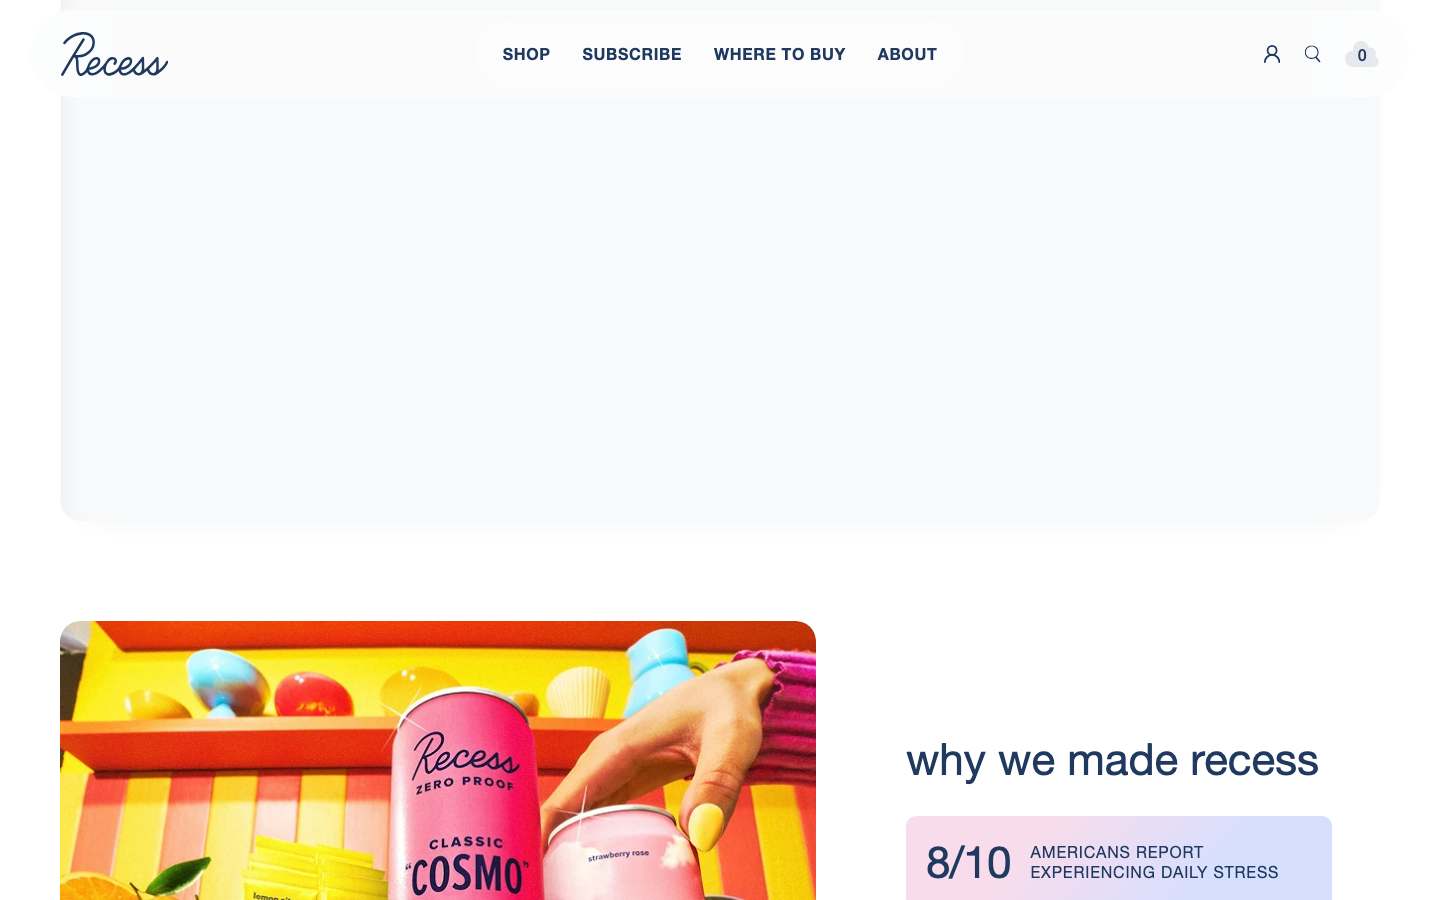 Recess
SHOP SUBSCRIBE WHERE TO BUY ABOUT
0
Recess
ZERO PROOF
CLASSIC
"COSMO"
strawberry rose
why we made recess
8/10 AMERICANS REPORT
EXPERIENCING DAILY STRESS